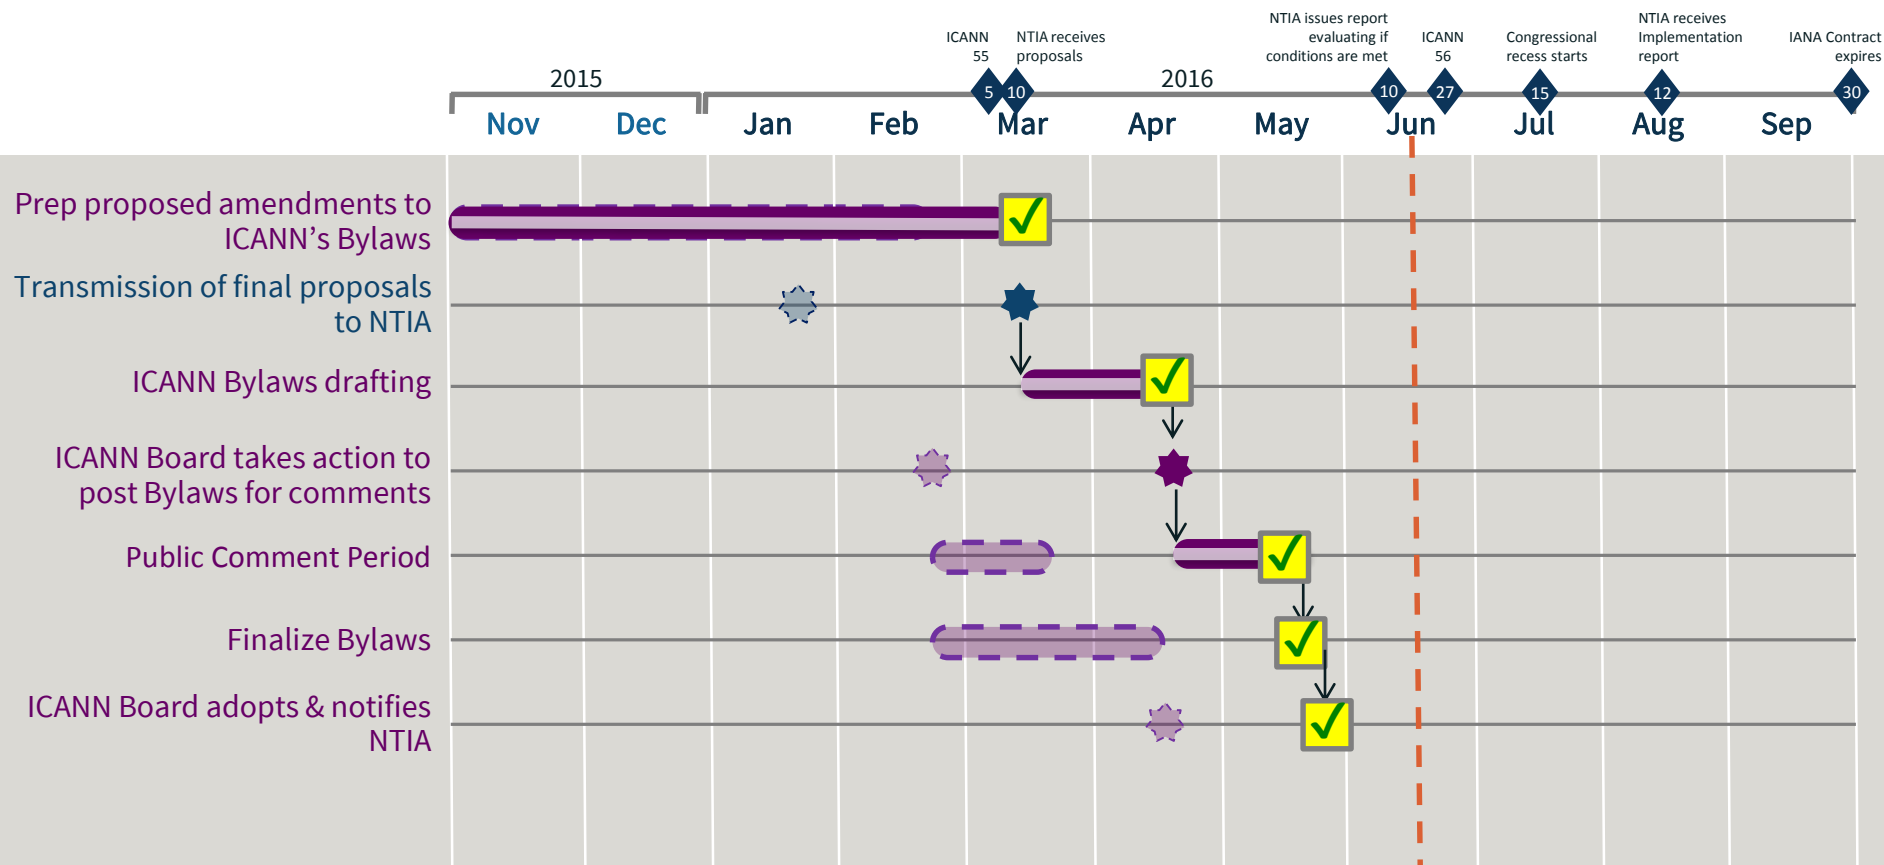 NTIA issues report
evaluating if
conditions are met
NTIA receives
Implementation
report
ICANN
55
NTIA receives
proposals
ICANN
56
Congressional
recess starts
IANA Contract
expires
2015
2016
5
10
10
27
15
12
30
Nov
Dec
Jan
Feb
Mar
Apr
May
Jun
Jul
Aug
Sep
Prep proposed amendments to
ICANN’s Bylaws
Transmission of final proposals
to NTIA
ICANN Bylaws drafting
ICANN Board takes action to
post Bylaws for comments
Public Comment Period
Finalize Bylaws
ICANN Board adopts & notifies
NTIA